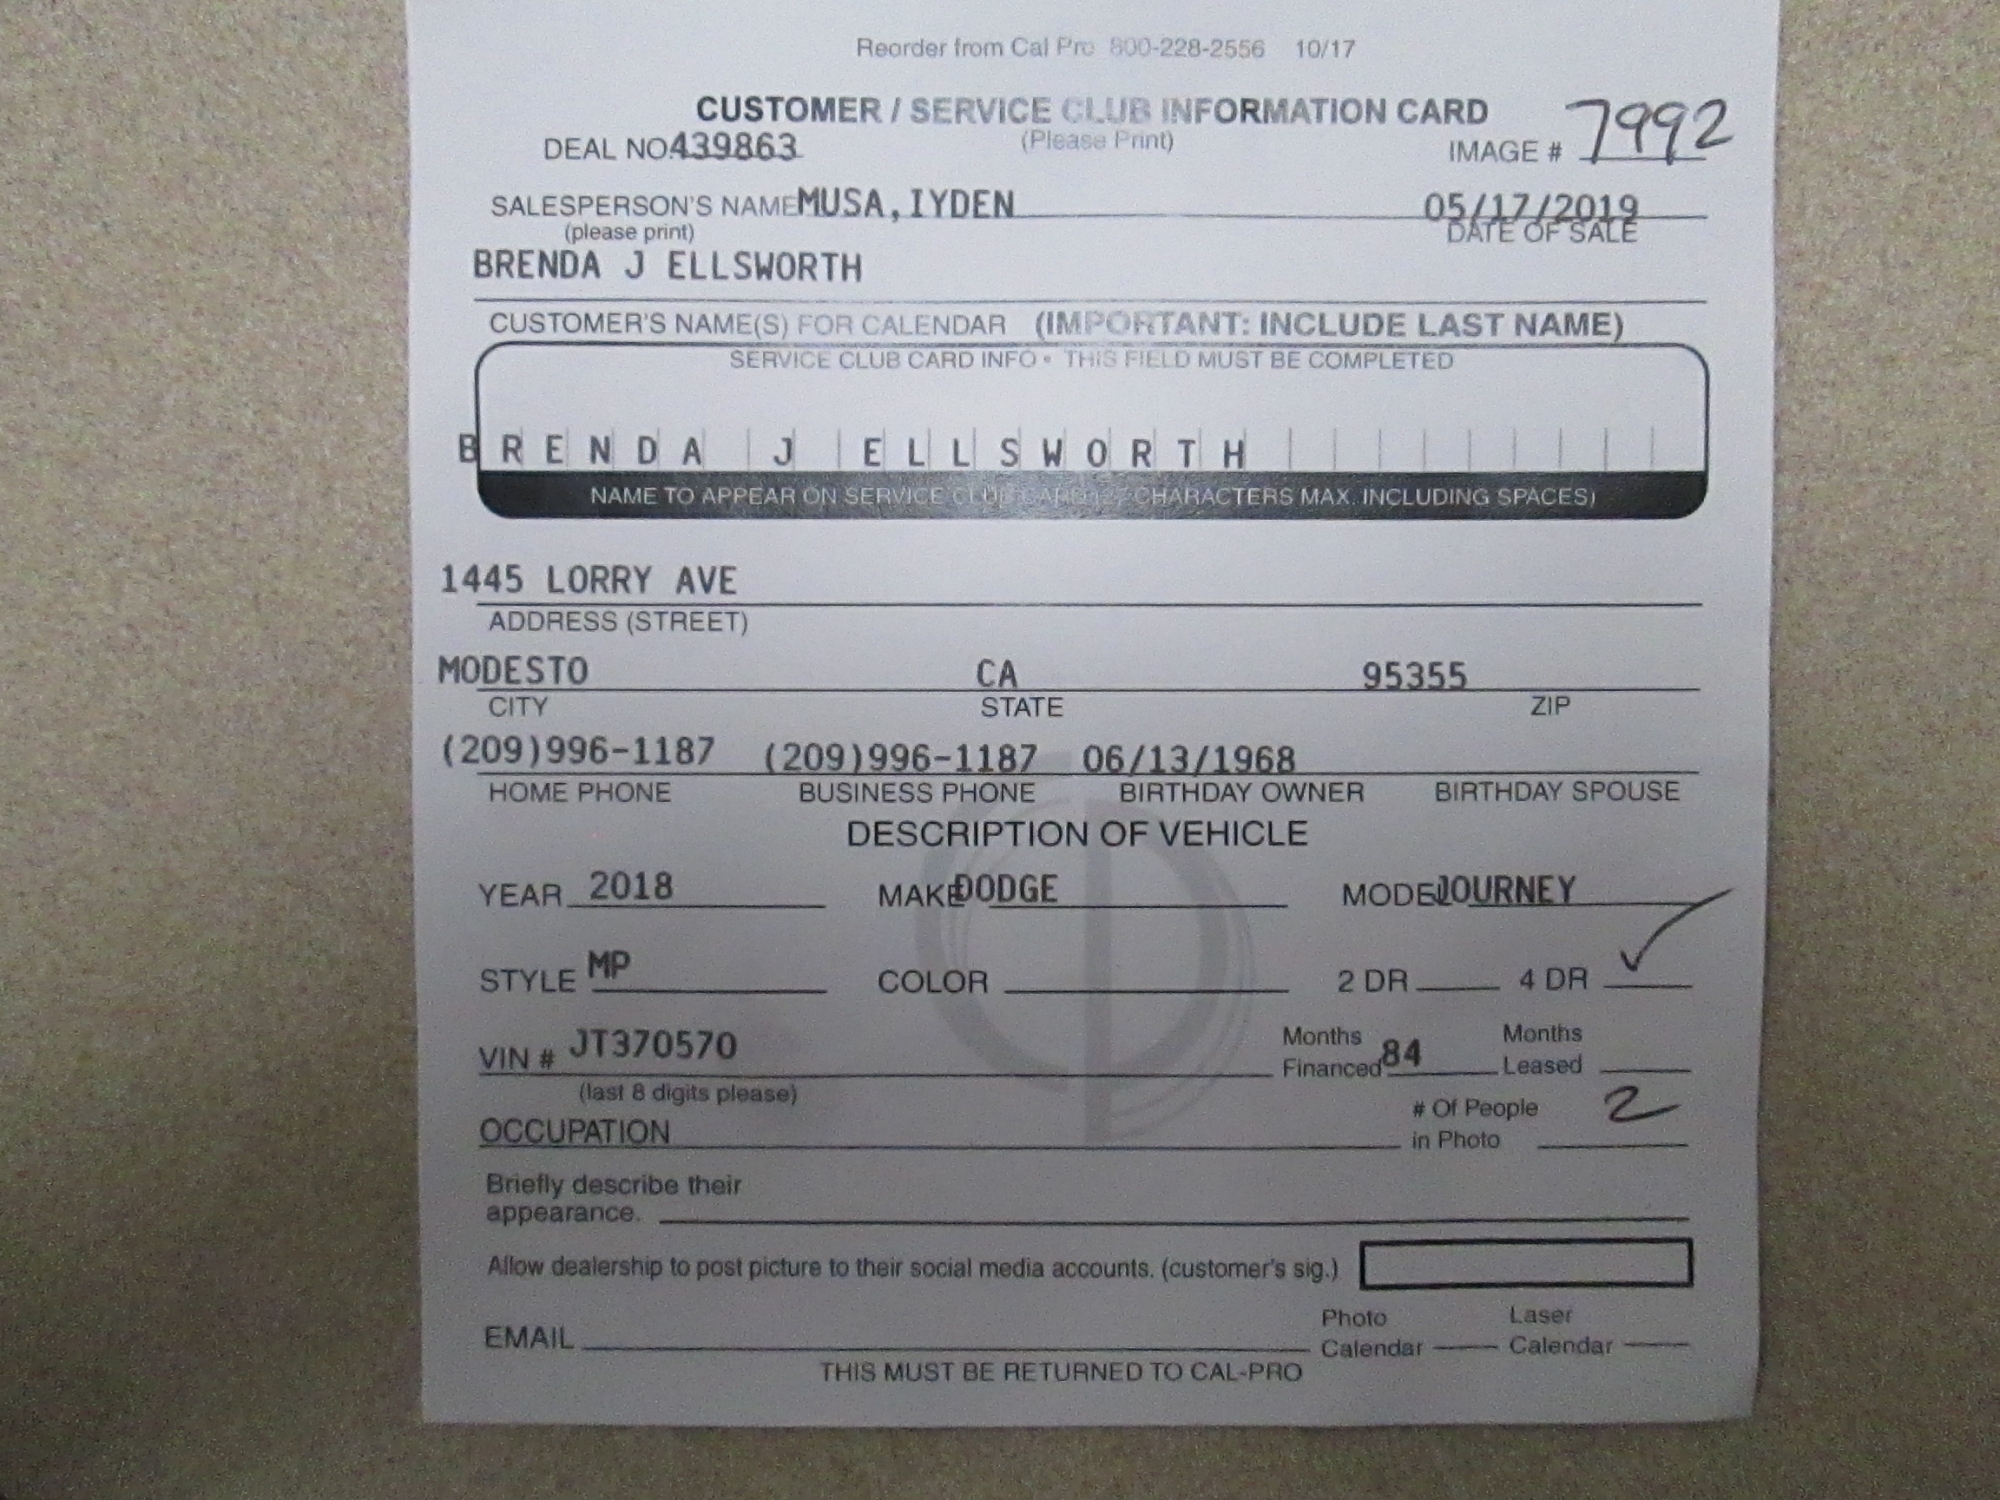 Reorder from Cal Pro 800-228-2556 10/17
CUSTOMER / SERVICE CLUB INFORMATION CARD
(Please Print)
DEAL NO.439863 IMAGE # 7992
SALESPERSON'S NAME MUSA, IYDEN 05/17/2019
(please print) DATE OF SALE
BRENDA J ELLSWORTH
CUSTOMER'S NAME(S) FOR CALENDAR (IMPORTANT: INCLUDE LAST NAME)
SERVICE CLUB CARD INFO • THIS FIELD MUST BE COMPLETED
BRENDA J ELLSWORTH
NAME TO APPEAR ON SERVICE CLUB CARD (27 CHARACTERS MAX. INCLUDING SPACES)
1445 LORRY AVE
ADDRESS (STREET)
MODESTO CA 95355
CITY STATE ZIP
(209)996-1187 (209)996-1187 06/13/1968
HOME PHONE BUSINESS PHONE BIRTHDAY OWNER BIRTHDAY SPOUSE
DESCRIPTION OF VEHICLE
YEAR 2018 MAKE DODGE MODEL JOURNEY
STYLE MP COLOR 2 DR 4 DR ✓
VIN # JT370570 Months Financed 84 Months Leased
(last 8 digits please)
OCCUPATION # Of People in Photo 2
Briefly describe their
appearance.
Allow dealership to post picture to their social media accounts. (customer's sig.)
EMAIL Photo Calendar Laser Calendar
THIS MUST BE RETURNED TO CAL-PRO